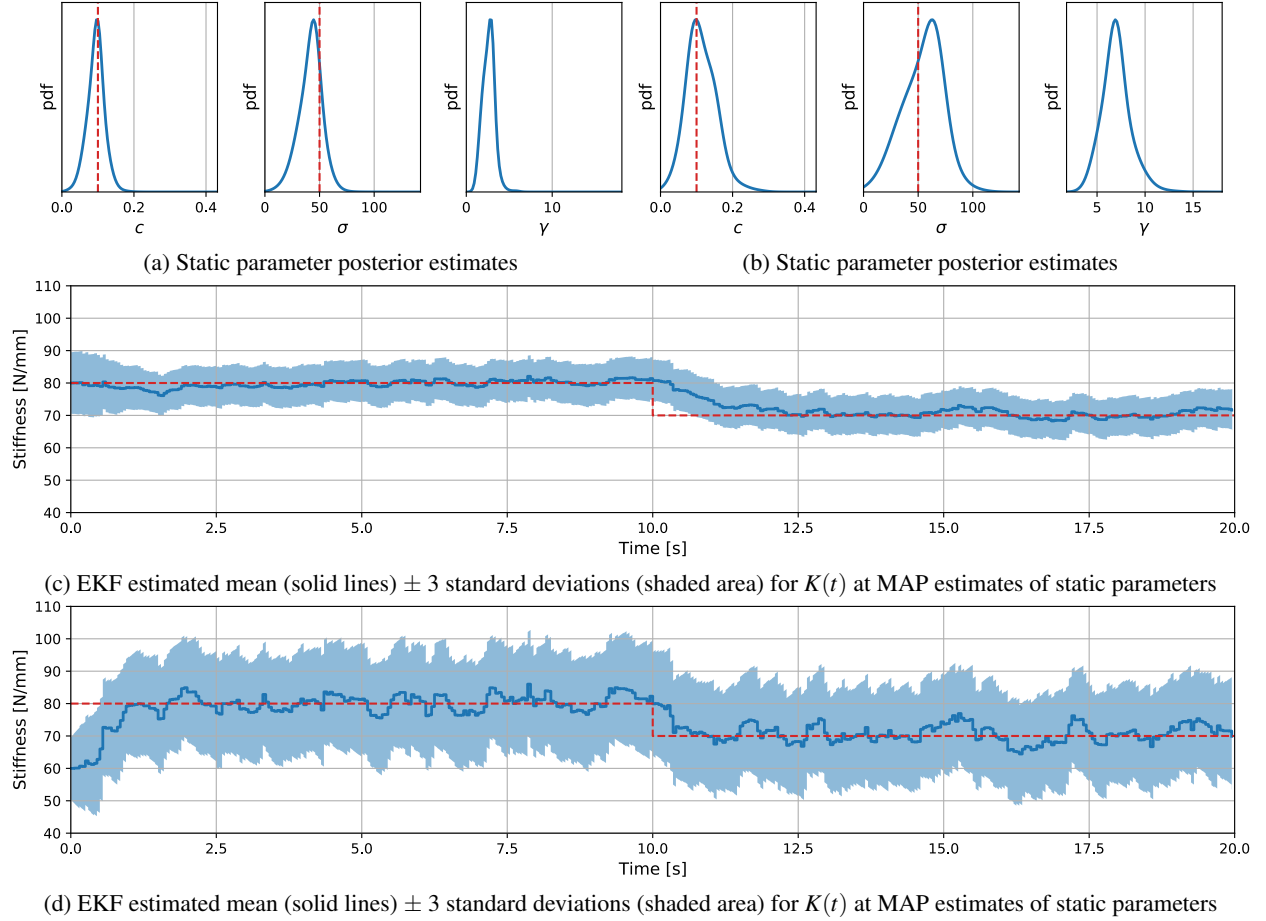 pdf
pdf
pdf
pdf
pdf
pdf
0.0 0.2 0.4
0 50 100
0 10
0.0 0.2 0.4
0 50 100
5 10 15
c
σ
γ
c
σ
γ
(a) Static parameter posterior estimates
(b) Static parameter posterior estimates
110
100
90
80
70
60
50
40
Stiffness [N/mm]
0.0 2.5 5.0 7.5 10.0 12.5 15.0 17.5 20.0
Time [s]
(c) EKF estimated mean (solid lines) ± 3 standard deviations (shaded area) for K(t) at MAP estimates of static parameters
110
100
90
80
70
60
50
40
Stiffness [N/mm]
0.0 2.5 5.0 7.5 10.0 12.5 15.0 17.5 20.0
Time [s]
(d) EKF estimated mean (solid lines) ± 3 standard deviations (shaded area) for K(t) at MAP estimates of static parameters